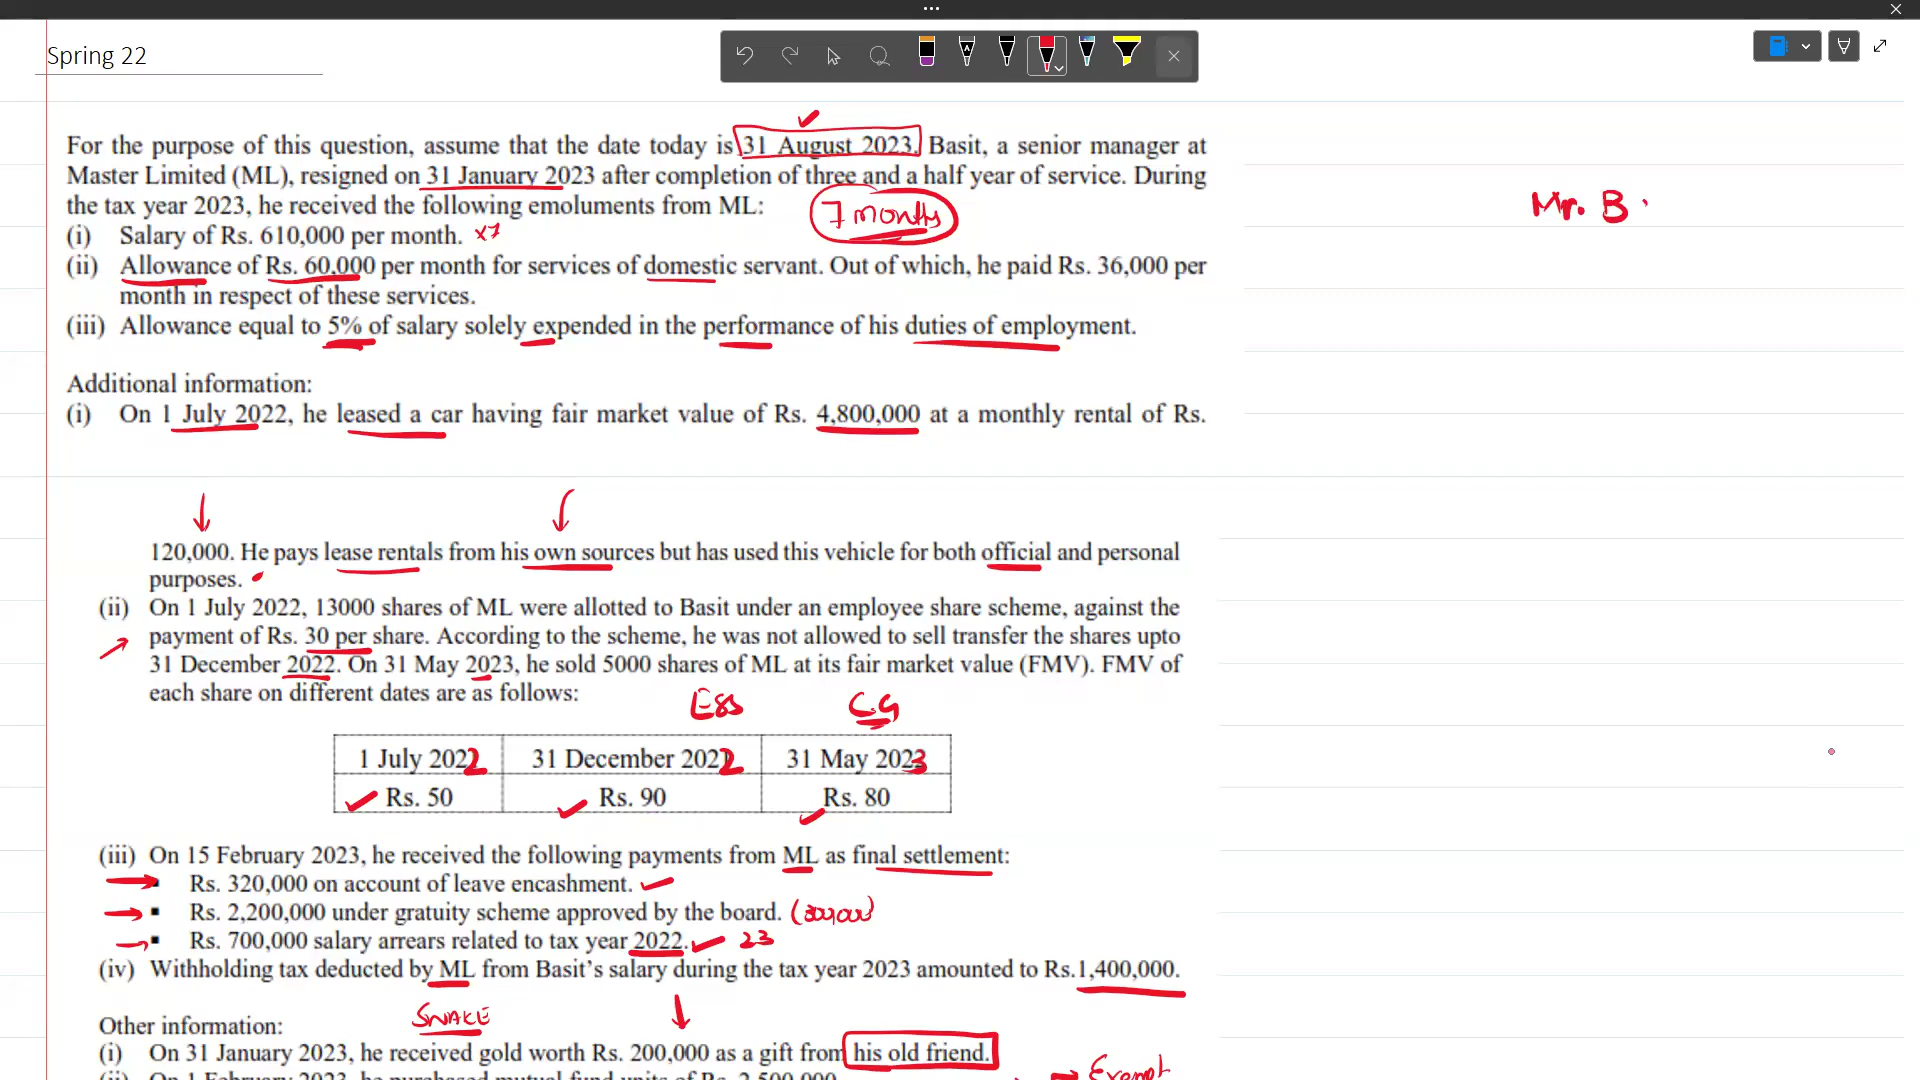 Spring 22
For the purpose of this question, assume that the date today is 31 August 2023. Basit, a senior manager at
Master Limited (ML), resigned on 31 January 2023 after completion of three and a half year of service. During
the tax year 2023, he received the following emoluments from ML:
7 months
Mr. B
(i) Salary of Rs. 610,000 per month. x7
(ii) Allowance of Rs. 60,000 per month for services of domestic servant. Out of which, he paid Rs. 36,000 per
month in respect of these services.
(iii) Allowance equal to 5% of salary solely expended in the performance of his duties of employment.
Additional information:
(i) On 1 July 2022, he leased a car having fair market value of Rs. 4,800,000 at a monthly rental of Rs.
120,000. He pays lease rentals from his own sources but has used this vehicle for both official and personal
purposes.
(ii) On 1 July 2022, 13000 shares of ML were allotted to Basit under an employee share scheme, against the
payment of Rs. 30 per share. According to the scheme, he was not allowed to sell transfer the shares upto
31 December 2022. On 31 May 2023, he sold 5000 shares of ML at its fair market value (FMV). FMV of
each share on different dates are as follows:
ESS C.G
1 July 2022 31 December 2022 31 May 2023
Rs. 50 Rs. 90 Rs. 80
(iii) On 15 February 2023, he received the following payments from ML as final settlement:
▪ Rs. 320,000 on account of leave encashment.
▪ Rs. 2,200,000 under gratuity scheme approved by the board.
▪ Rs. 700,000 salary arrears related to tax year 2022. 23
(iv) Withholding tax deducted by ML from Basit's salary during the tax year 2023 amounted to Rs.1,400,000.
SNAKE
Other information:
(i) On 31 January 2023, he received gold worth Rs. 200,000 as a gift from his old friend.
(ii) On 1 February 2023, he purchased mutual fund units of Rs. 2,500,000
Exempt